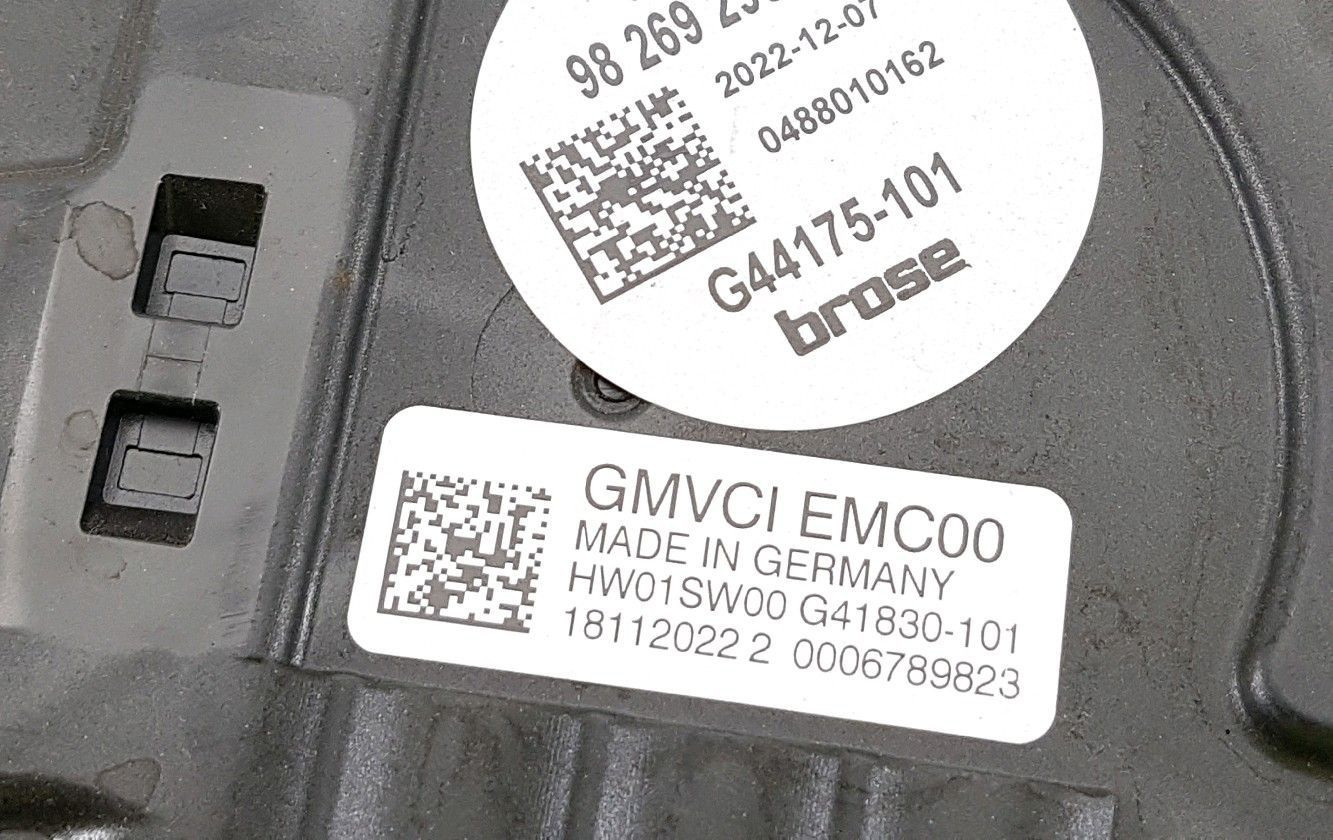 98 269
2022-12-07
0488010162
G44175-101
brose
GMVCI EMC00
MADE IN GERMANY
HW01SW00 G41830-101
18112022 2 0006789823